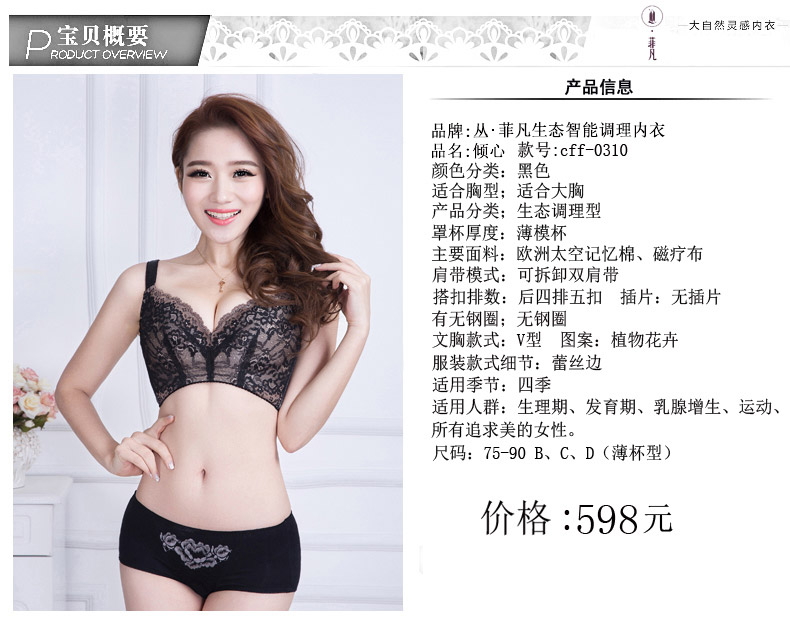 宝贝概要
PRODUCT OVERVIEW
·菲凡
大自然灵感内衣
产品信息
品牌:从·菲凡生态智能调理内衣
品名:倾心 款号:cff-0310
颜色分类：黑色
适合胸型；适合大胸
产品分类；生态调理型
罩杯厚度：薄模杯
主要面料：欧洲太空记忆棉、磁疗布
肩带模式：可拆卸双肩带
搭扣排数：后四排五扣 插片：无插片
有无钢圈；无钢圈
文胸款式：V型 图案：植物花卉
服装款式细节：蕾丝边
适用季节：四季
适用人群：生理期、发育期、乳腺增生、运动、
所有追求美的女性。
尺码：75-90 B、C、D（薄杯型）
价格:598元